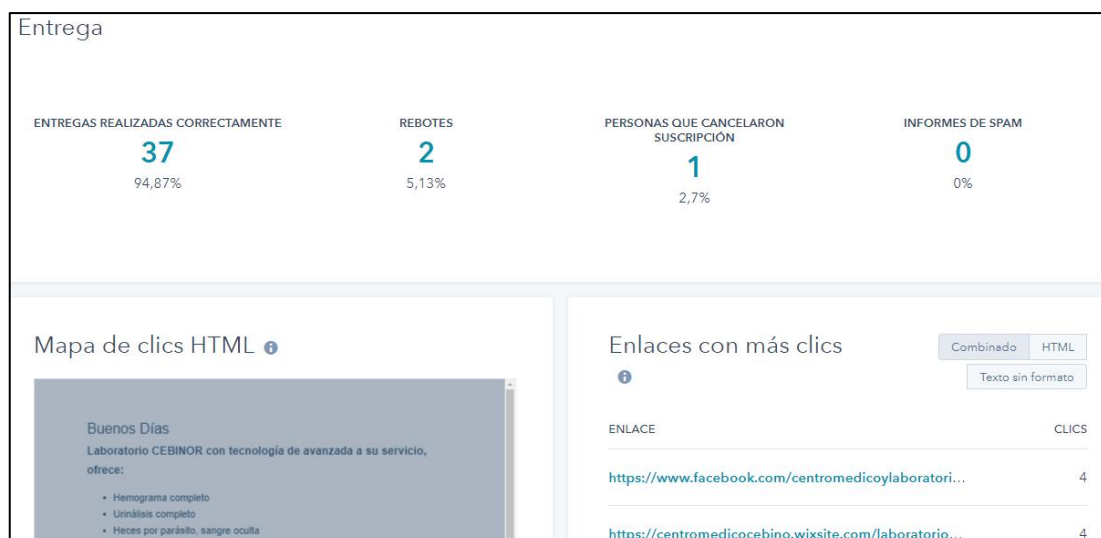 Entrega
ENTREGAS REALIZADAS CORRECTAMENTE
37
94,87%
REBOTES
2
5,13%
PERSONAS QUE CANCELARON
SUSCRIPCIÓN
1
2,7%
INFORMES DE SPAM
0
0%
Mapa de clics HTML
Buenos Días
Laboratorio CEBINOR con tecnología de avanzada a su servicio,
ofrece:
• Hemograma completo
• Urinálisis completo
• Heces por parásito, sangre oculta
Enlaces con más clics
Combinado HTML
Texto sin formato
ENLACE CLICS
https://www.facebook.com/centromedicoylaboratori... 4
https://centromedicocebino.wixsite.com/laboratorio... 4